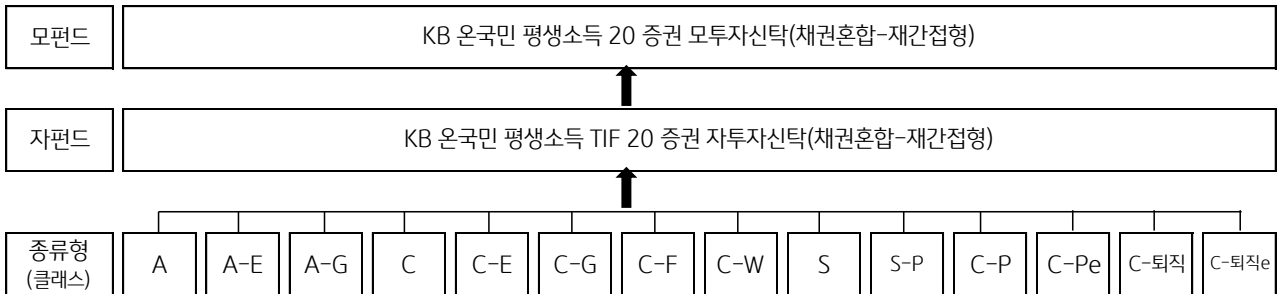 모펀드
KB 온국민 평생소득 20 증권 모투자신탁(채권혼합-재간접형)
자펀드
KB 온국민 평생소득 TIF 20 증권 자투자신탁(채권혼합-재간접형)
종류형
(클래스)
A
A-E
A-G
C
C-E
C-G
C-F
C-W
S
S-P
C-P
C-Pe
C-퇴직
C-퇴직e